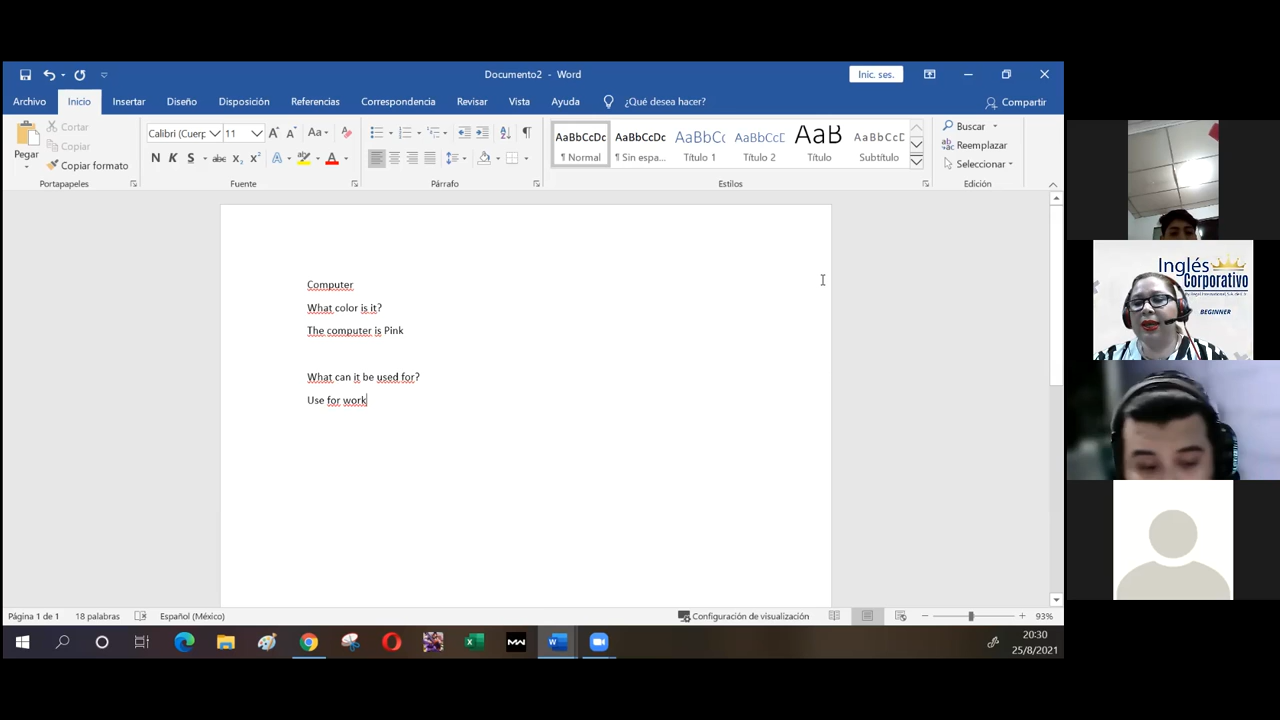 Documento2 - Word
Inic. ses.
Archivo
Inicio
Insertar
Diseño
Disposición
Referencias
Correspondencia
Revisar
Vista
Ayuda
¿Qué desea hacer?
Compartir
Pegar
Cortar
Copiar
Copiar formato
Portapapeles
Calibri (Cuerp
11
Aa
N K S abc x₂ x²
Fuente
Párrafo
AaBbCcDc
¶ Normal
AaBbCcDc
¶ Sin espa...
AaBbCc
Título 1
AaBbCcD
Título 2
AaB
Título
AaBbCcD
Subtítulo
Estilos
Buscar
Reemplazar
Seleccionar
Edición
Computer
What color is it?
The computer is Pink
What can it be used for?
Use for work
Página 1 de 1
18 palabras
Español (México)
Configuración de visualización
93%
20:30
25/8/2021
Inglés
Corporativo
BEGINNER